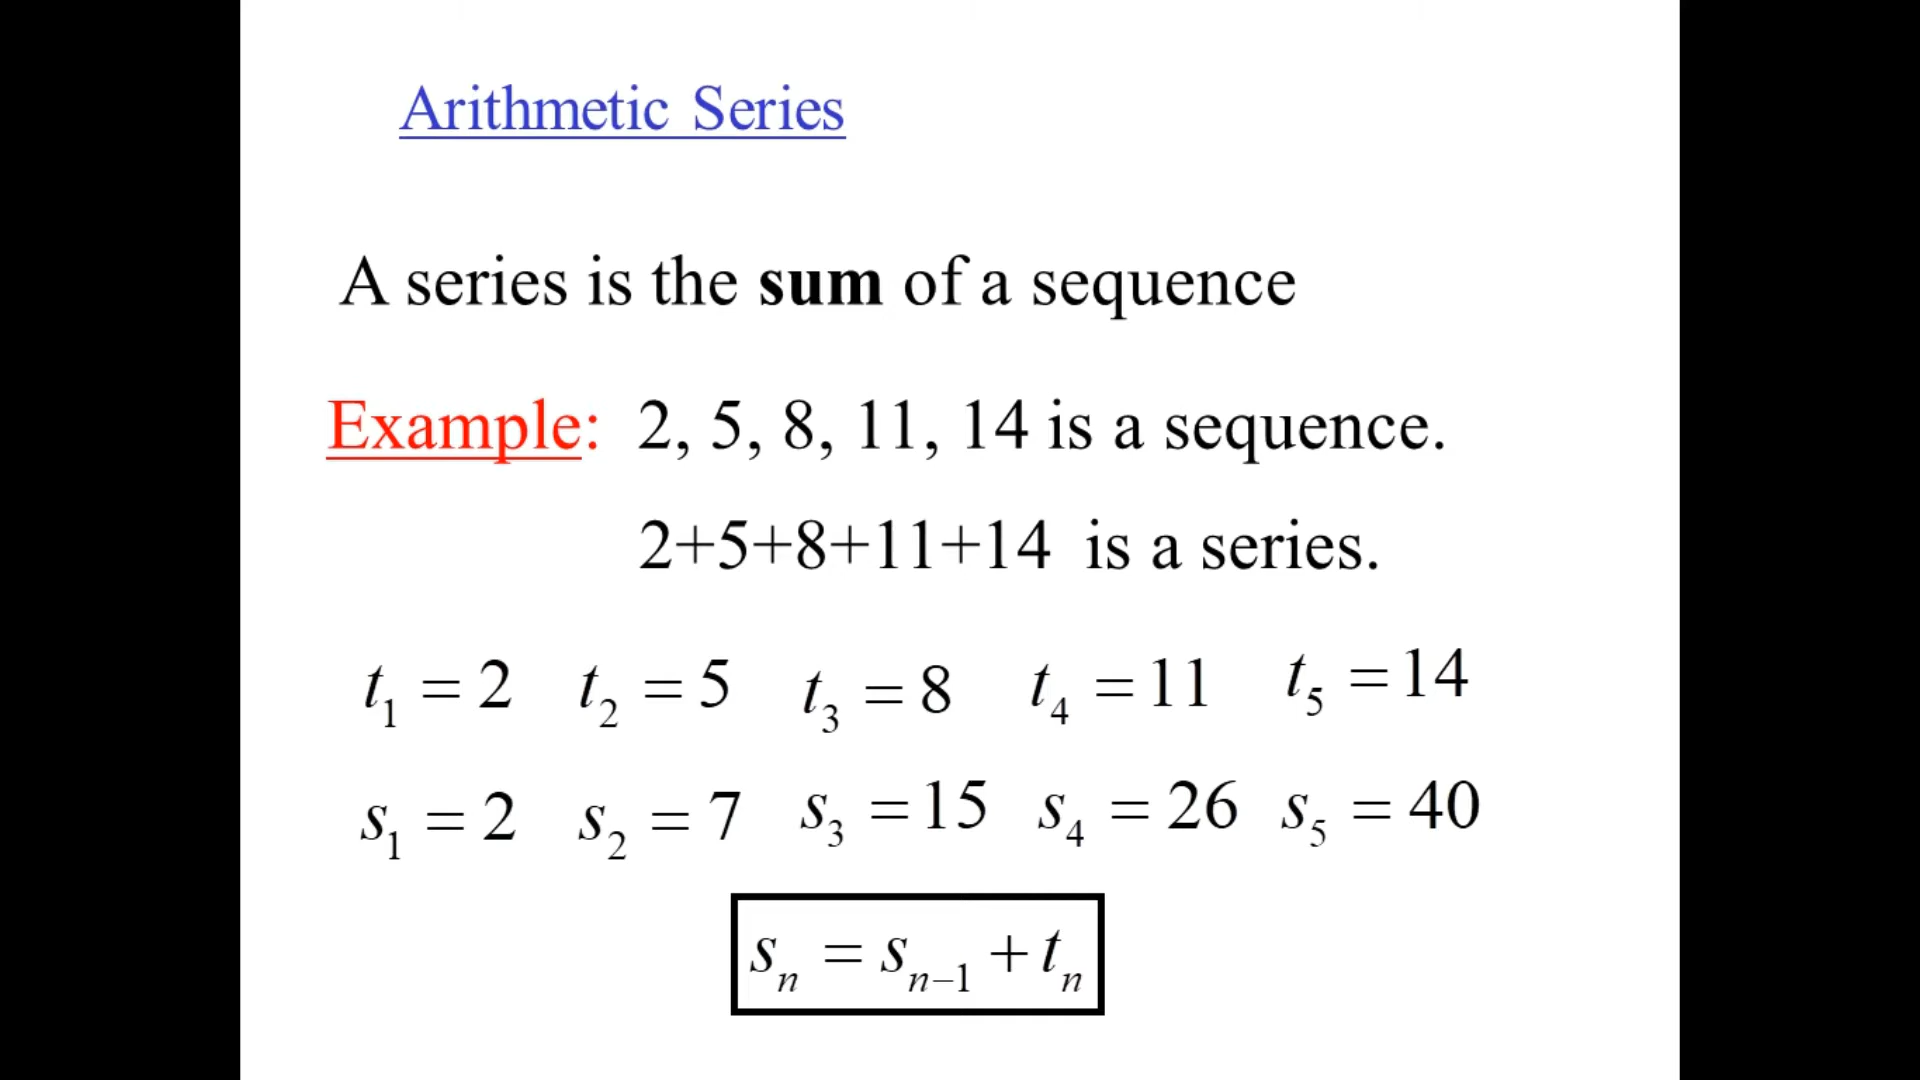 Arithmetic Series
A series is the sum of a sequence
Example: 2, 5, 8, 11, 14 is a sequence.
2+5+8+11+14 is a series.
t₁ = 2 t₂ = 5 t₃ = 8 t₄ = 11 t₅ = 14
s₁ = 2 s₂ = 7 s₃ = 15 s₄ = 26 s₅ = 40
sₙ = sₙ₋₁ + tₙ